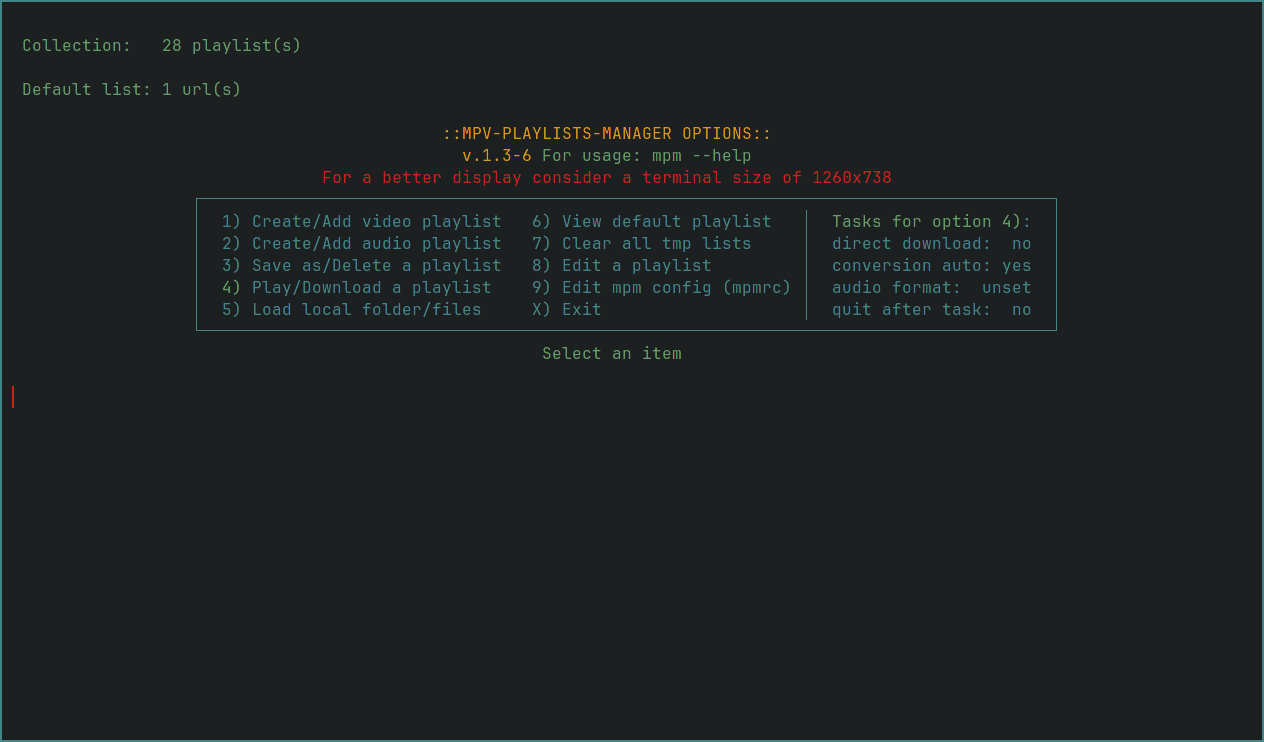 Collection:   28 playlist(s)
Default list: 1 url(s)
::MPV-PLAYLISTS-MANAGER OPTIONS::
v.1.3-6 For usage: mpm --help
For a better display consider a terminal size of 1260x738
1) Create/Add video playlist   6) View default playlist   Tasks for option 4):
2) Create/Add audio playlist   7) Clear all tmp lists   direct download:  no
3) Save as/Delete a playlist   8) Edit a playlist   conversion auto: yes
4) Play/Download a playlist   9) Edit mpm config (mpmrc)   audio format:  unset
5) Load local folder/files   X) Exit   quit after task:  no
Select an item